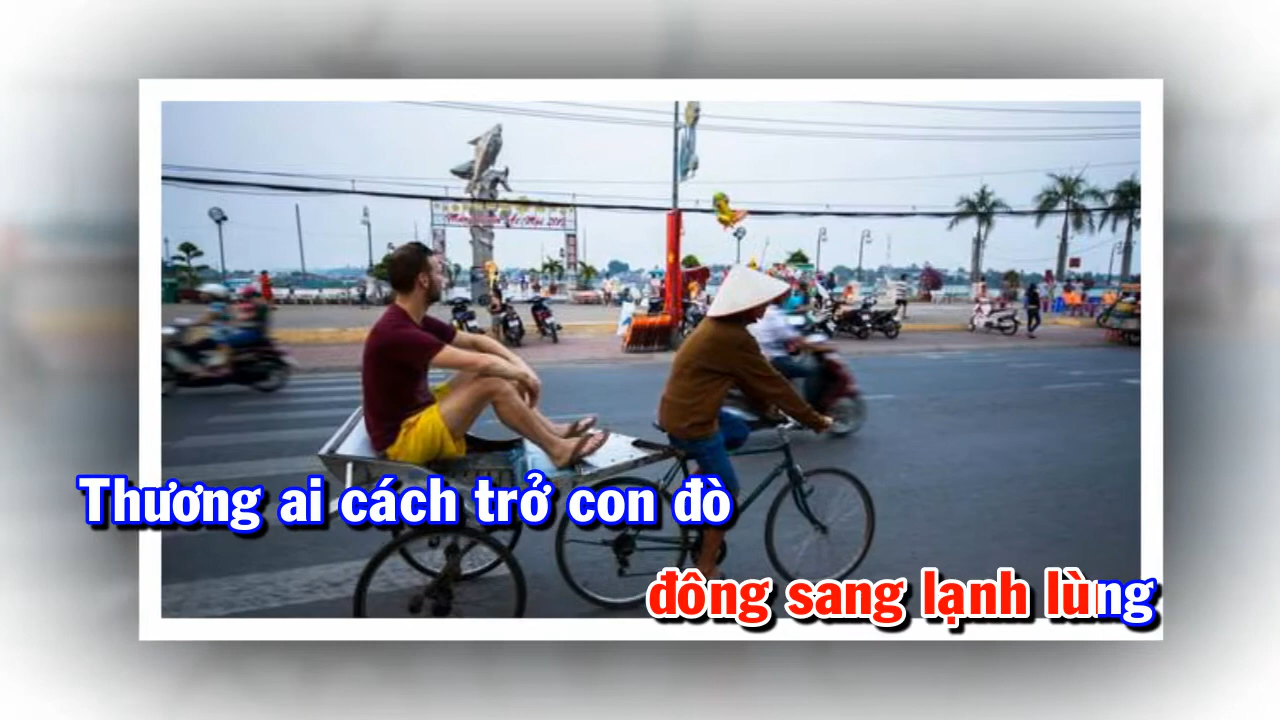 Thương ai cách trở con đò
đông sang lạnh lùng